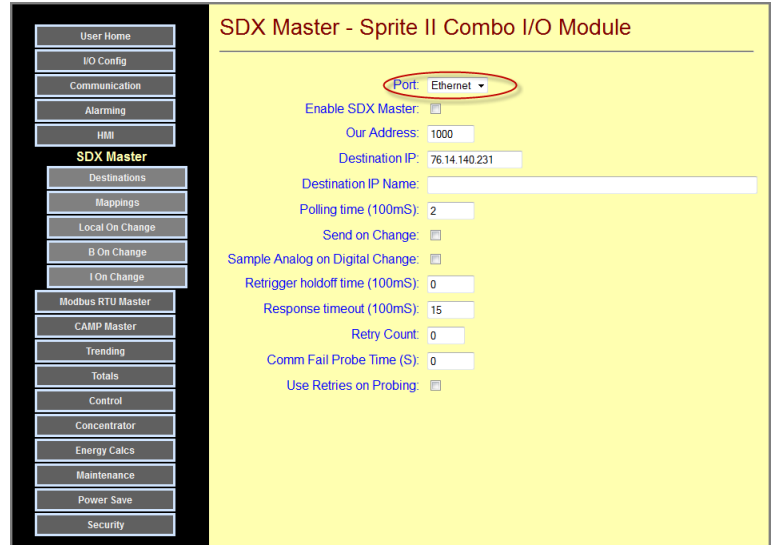 SDX Master - Sprite II Combo I/O Module
User Home
I/O Config
Communication
Alarming
HMI
SDX Master
Destinations
Mappings
Local On Change
B On Change
I On Change
Modbus RTU Master
CAMP Master
Trending
Totals
Control
Concentrator
Energy Calcs
Maintenance
Power Save
Security
Port: Ethernet
Enable SDX Master:
Our Address: 1000
Destination IP: 76.14.140.231
Destination IP Name:
Polling time (100mS): 2
Send on Change:
Sample Analog on Digital Change:
Retrigger holdoff time (100mS): 0
Response timeout (100mS): 15
Retry Count: 0
Comm Fail Probe Time (S): 0
Use Retries on Probing: